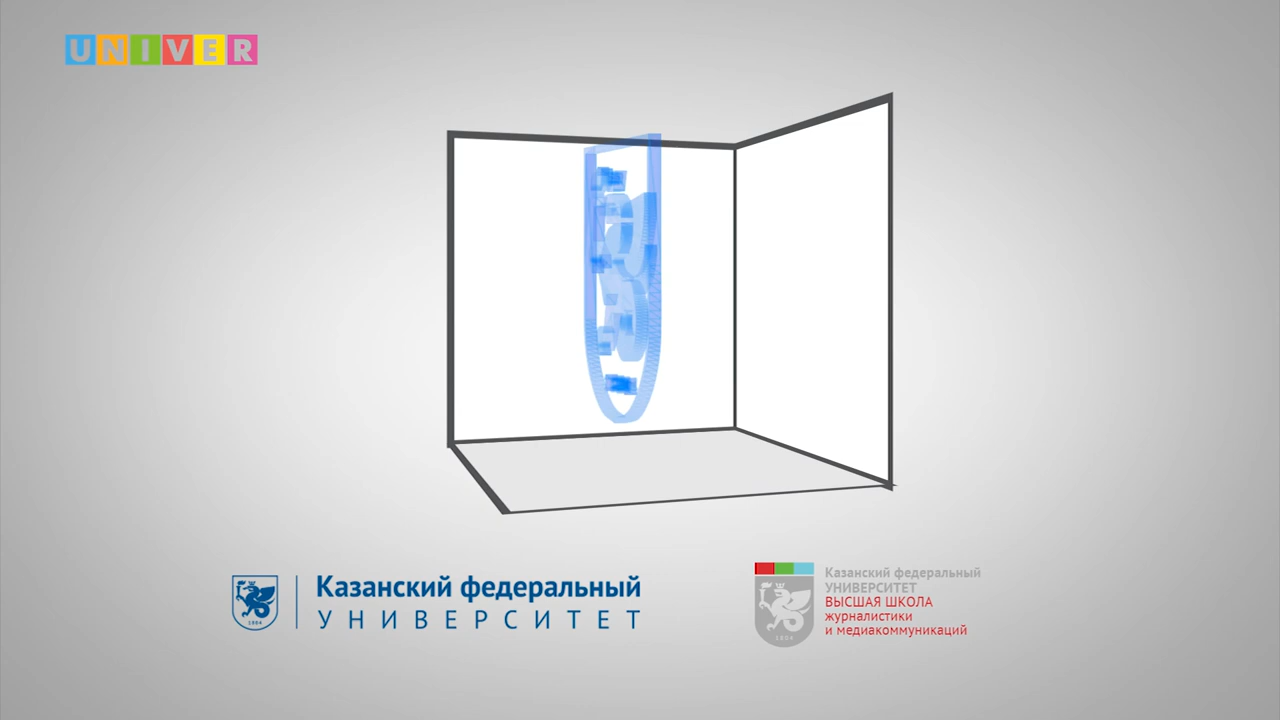 UNIVER
Казанский федеральный
УНИВЕРСИТЕТ
Казанский федеральный
УНИВЕРСИТЕТ
ВЫСШАЯ ШКОЛА
журналистики
и медиакоммуникаций